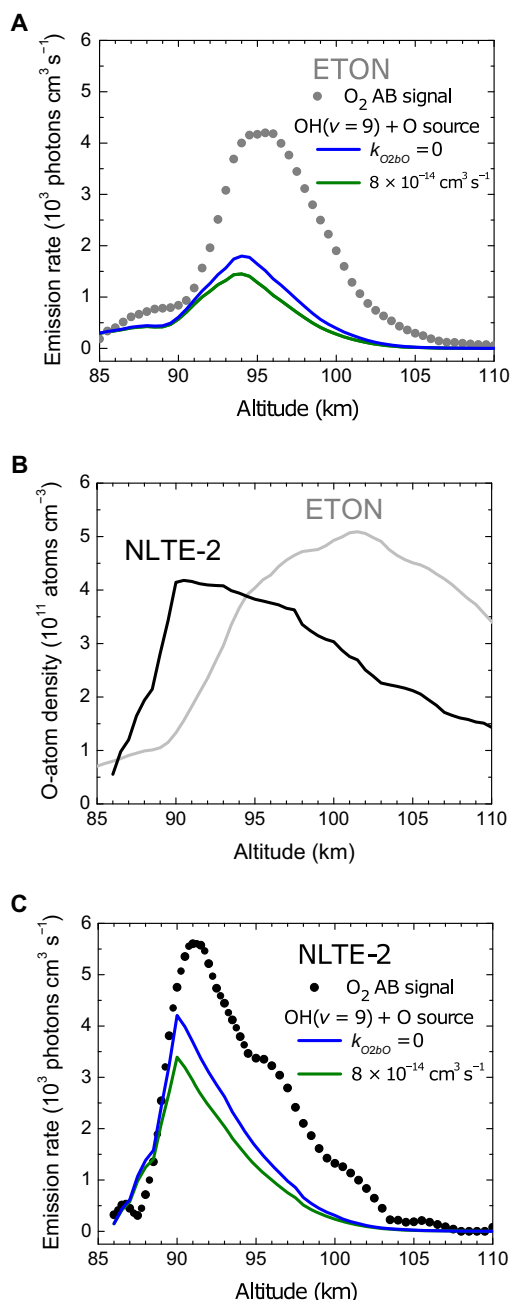 A
ETON
O₂ AB signal
OH(v = 9) + O source
k_O2bO = 0
8 × 10⁻¹⁴ cm³ s⁻¹
Emission rate (10³ photons cm³ s⁻¹)
6
5
4
3
2
1
0
85 90 95 100 105 110
Altitude (km)
B
ETON
NLTE-2
O-atom density (10¹¹ atoms cm⁻³)
6
5
4
3
2
1
0
85 90 95 100 105 110
Altitude (km)
C
NLTE-2
O₂ AB signal
OH(v = 9) + O source
k_O2bO = 0
8 × 10⁻¹⁴ cm³ s⁻¹
Emission rate (10³ photons cm³ s⁻¹)
6
5
4
3
2
1
0
85 90 95 100 105 110
Altitude (km)